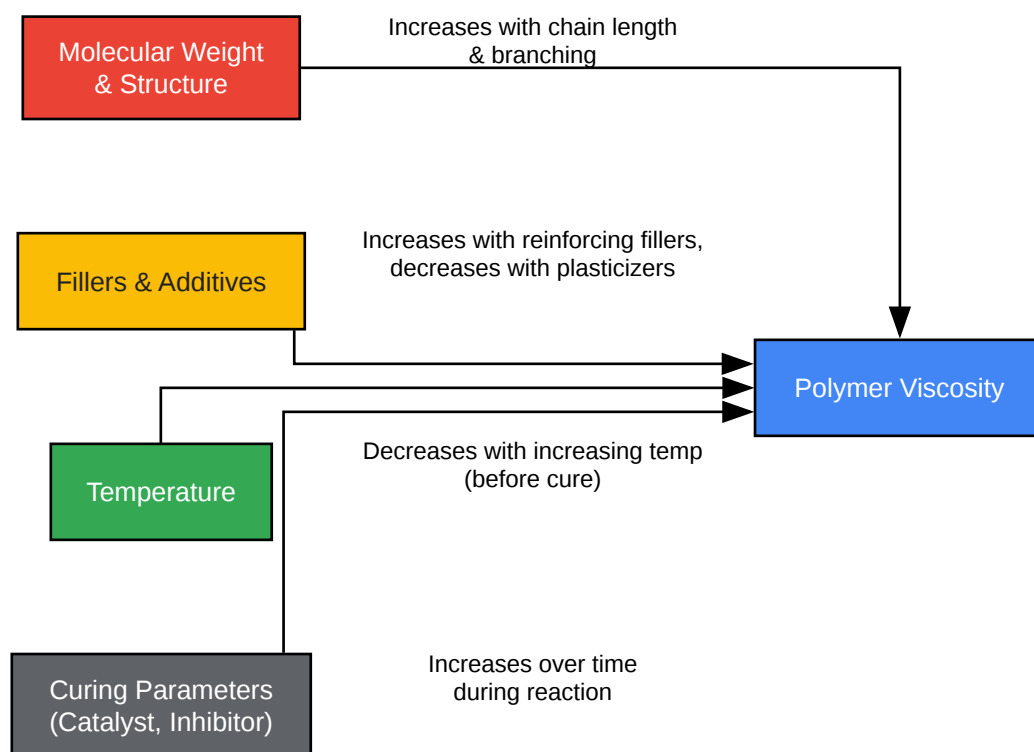 Molecular Weight
& Structure
Increases with chain length
& branching
Fillers & Additives
Increases with reinforcing fillers,
decreases with plasticizers
Polymer Viscosity
Temperature
Decreases with increasing temp
(before cure)
Curing Parameters
(Catalyst, Inhibitor)
Increases over time
during reaction